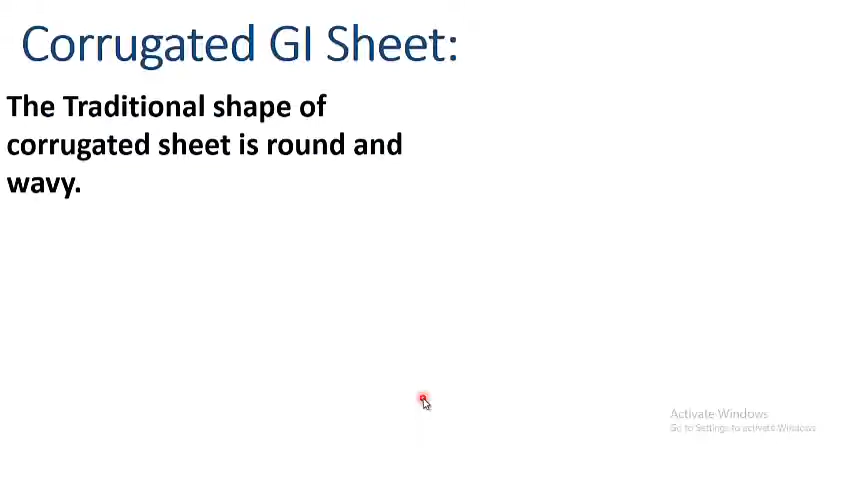 Corrugated GI Sheet:
The Traditional shape of
corrugated sheet is round and
wavy.
Activate Windows
Go to Settings to activate Windows